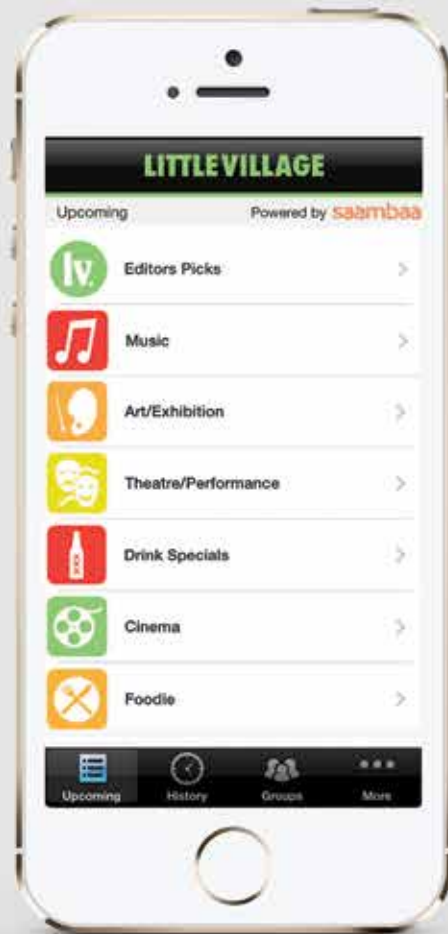 LITTLEVILLAGE
Upcoming Powered by saambaa
lv. Editors Picks
Music
Art/Exhibition
Theatre/Performance
Drink Specials
Cinema
Foodie
Upcoming History Groups More